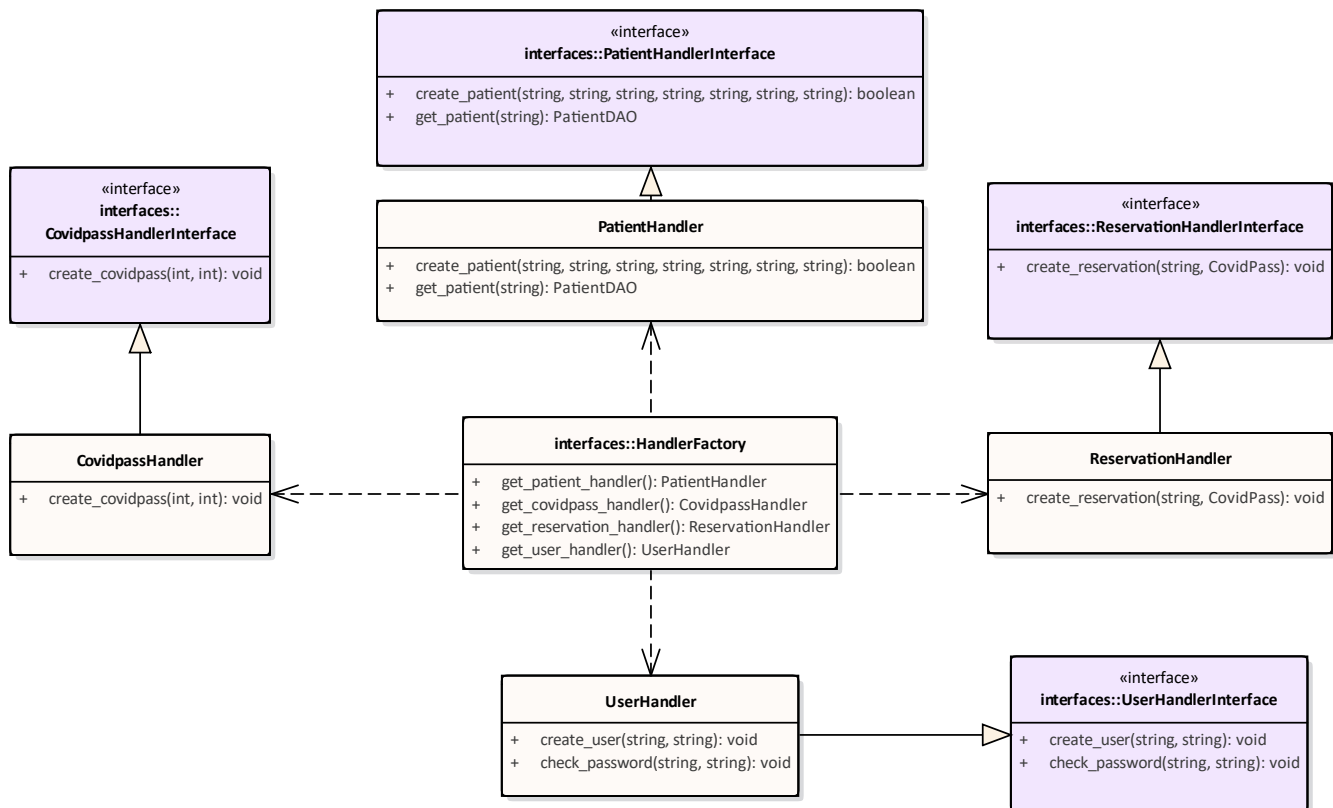 «interface»
interfaces::PatientHandlerInterface
+ create_patient(string, string, string, string, string, string, string): boolean
+ get_patient(string): PatientDAO
«interface»
interfaces::
CovidpassHandlerInterface
+ create_covidpass(int, int): void
«interface»
interfaces::ReservationHandlerInterface
+ create_reservation(string, CovidPass): void
PatientHandler
+ create_patient(string, string, string, string, string, string, string): boolean
+ get_patient(string): PatientDAO
CovidpassHandler
+ create_covidpass(int, int): void
interfaces::HandlerFactory
+ get_patient_handler(): PatientHandler
+ get_covidpass_handler(): CovidpassHandler
+ get_reservation_handler(): ReservationHandler
+ get_user_handler(): UserHandler
ReservationHandler
+ create_reservation(string, CovidPass): void
UserHandler
+ create_user(string, string): void
+ check_password(string, string): void
«interface»
interfaces::UserHandlerInterface
+ create_user(string, string): void
+ check_password(string, string): void